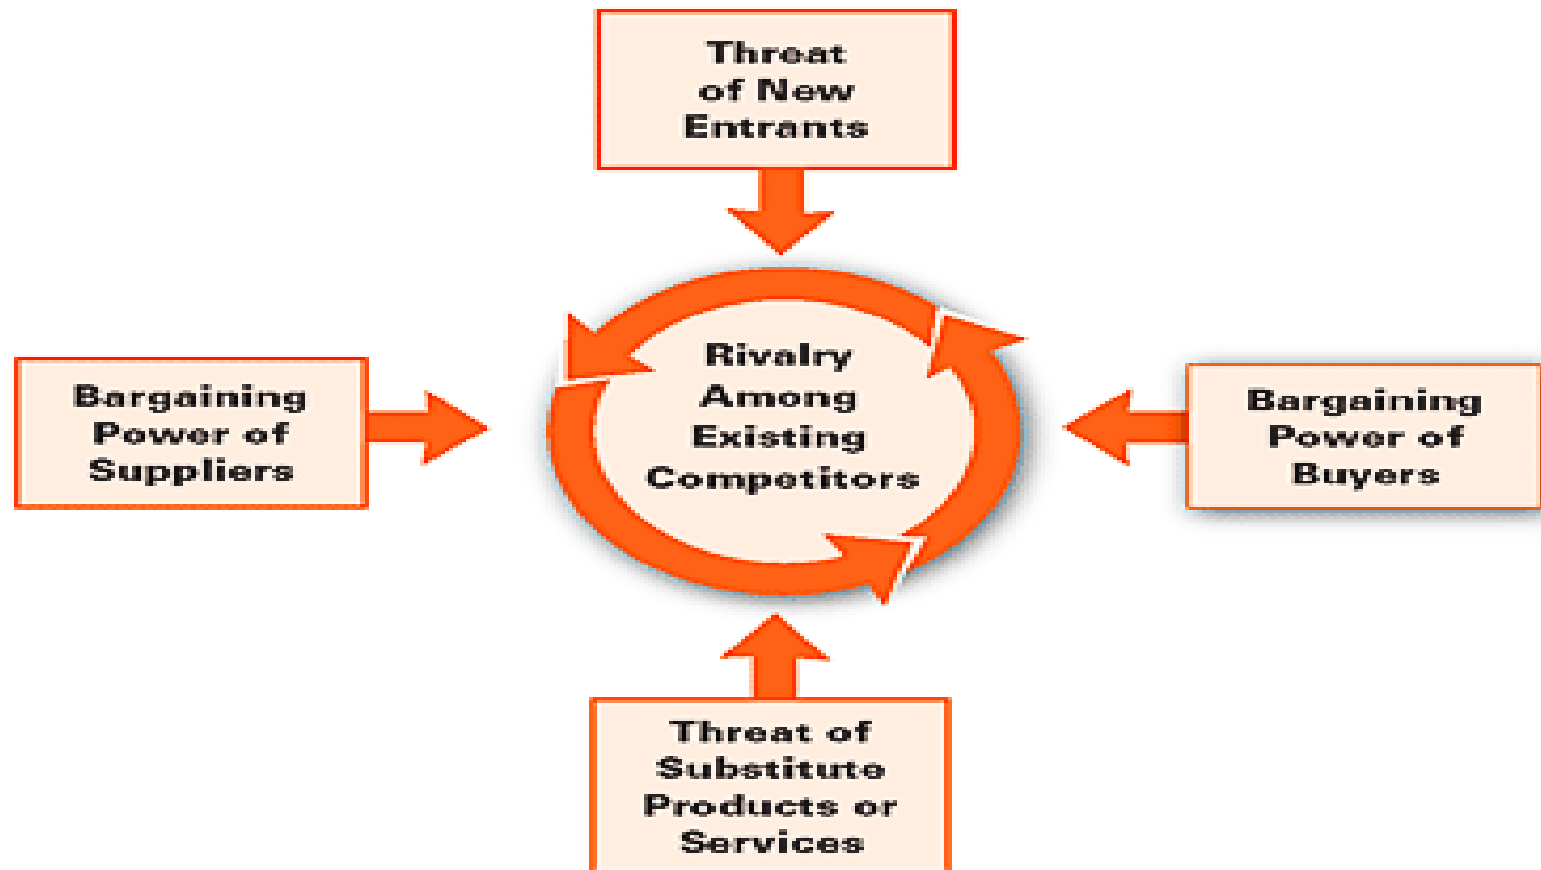 Threat
of New
Entrants
Rivalry
Among
Existing
Competitors
Bargaining
Power of
Suppliers
Bargaining
Power of
Buyers
Threat of
Substitute
Products or
Services